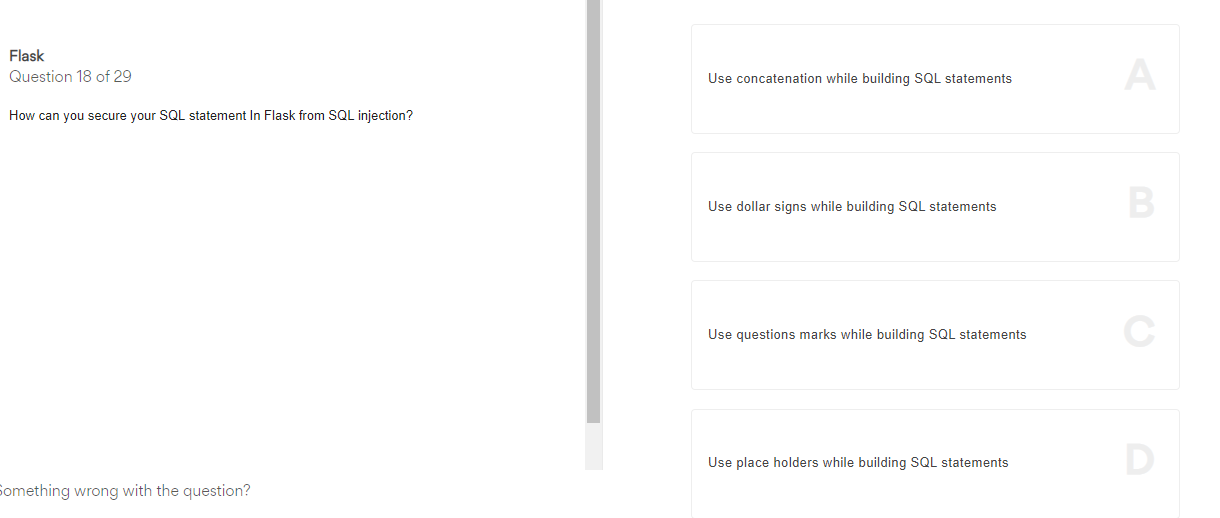 Flask
Question 18 of 29
How can you secure your SQL statement In Flask from SQL injection?
Something wrong with the question?
Use concatenation while building SQL statements
A
Use dollar signs while building SQL statements
B
Use questions marks while building SQL statements
C
Use place holders while building SQL statements
D